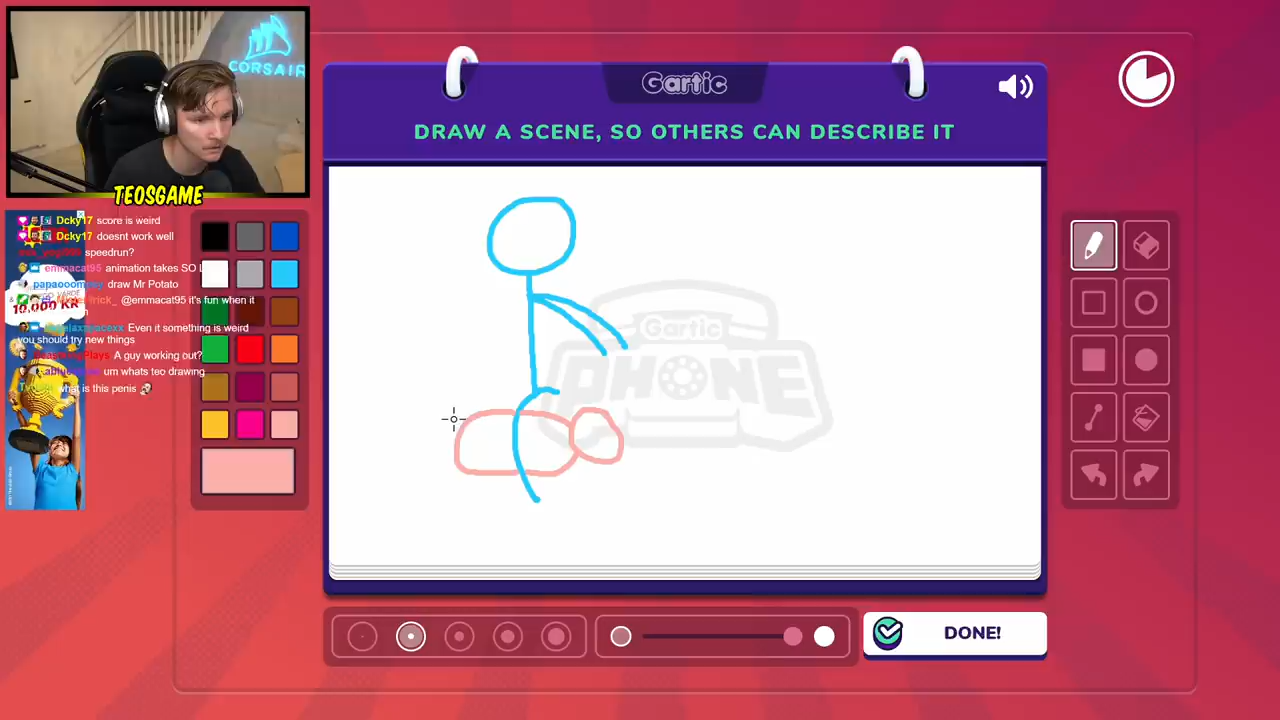 CORSAIR
TEOSGAME
Gartic
DRAW A SCENE, SO OTHERS CAN DESCRIBE IT
Dcky17 score is weird
Dcky17 doesnt work well
speedrun?
emmacat95 animation takes SO L
draw Mr Potato
@emmacat95 it's fun when it
10.000 KR
Even it something is weird
you should try new things
A guy working out?
um whats teo drawing
what is this penis
Gartic
PHONE
DONE!